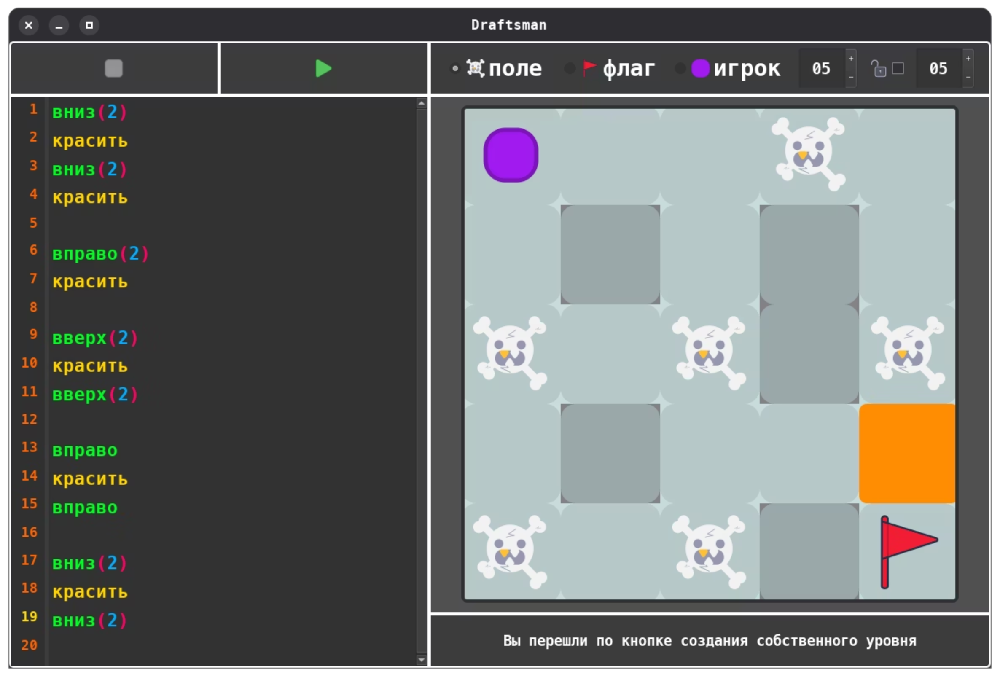 Draftsman
поле флаг игрок 05 05
1 вниз(2)
2 красить
3 вниз(2)
4 красить
5
6 вправо(2)
7 красить
8
9 вверх(2)
10 красить
11 вверх(2)
12
13 вправо
14 красить
15 вправо
16
17 вниз(2)
18 красить
19 вниз(2)
20
Вы перешли по кнопке создания собственного уровня